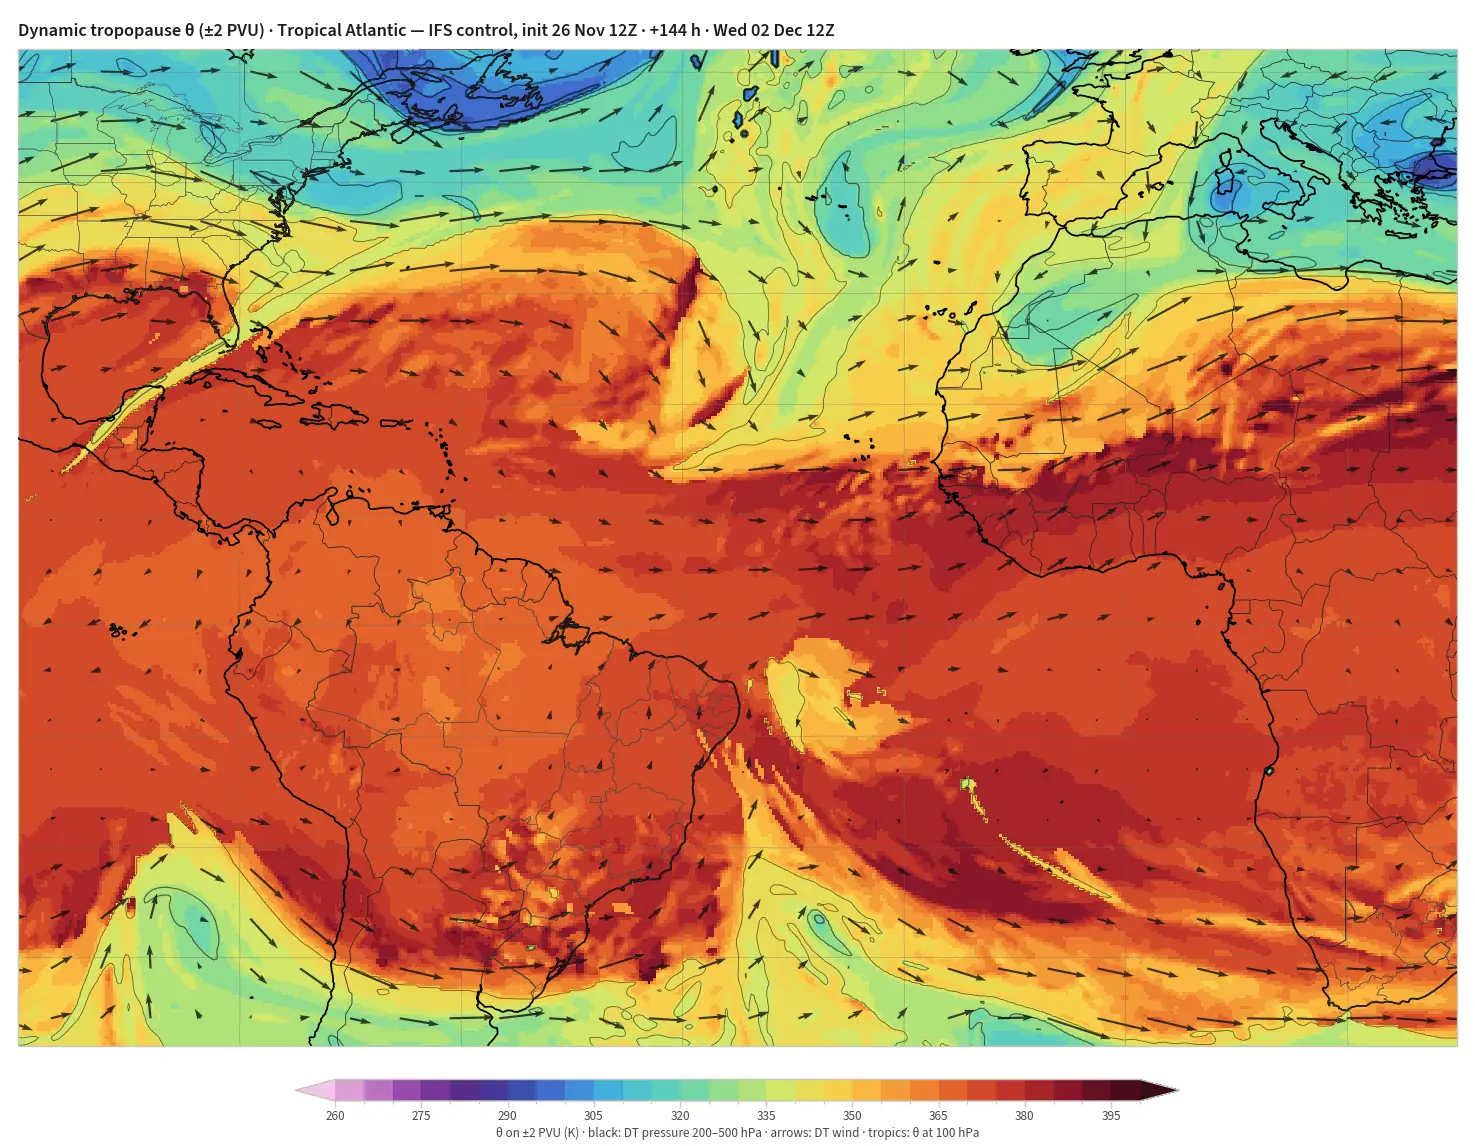 Dynamic tropopause θ (±2 PVU) · Tropical Atlantic — IFS control, init 26 Nov 12Z · +144 h · Wed 02 Dec 12Z
260 275 290 305 320 335 350 365 380 395
θ on ±2 PVU (K) · black: DT pressure 200–500 hPa · arrows: DT wind · tropics: θ at 100 hPa